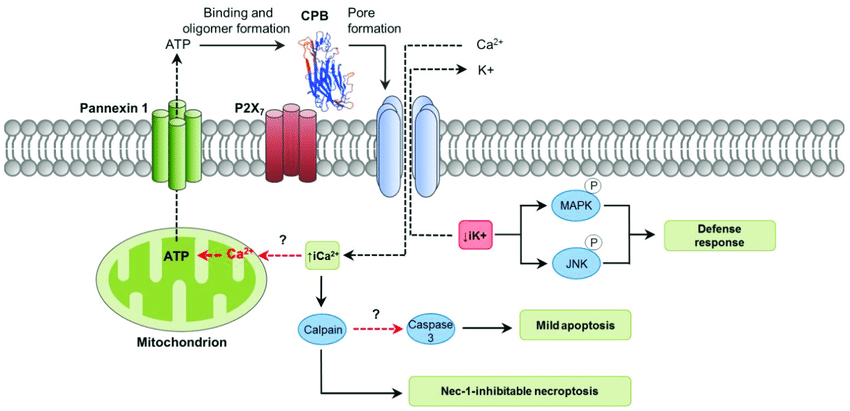 Binding and
oligomer formation
CPB
Pore
formation
ATP
Ca²⁺
K+
Pannexin 1
P2X₇
P
MAPK
↓iK+
Defense
response
P
JNK
ATP
Ca²⁺
?
↑iCa²⁺
Mitochondrion
Calpain
?
Caspase
3
Mild apoptosis
Nec-1-inhibitable necroptosis